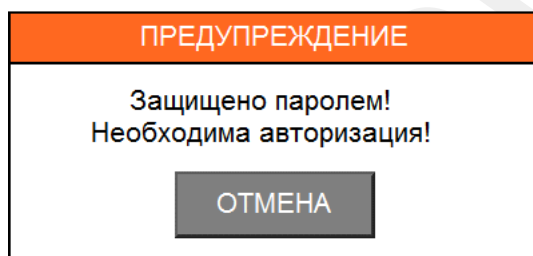 ПРЕДУПРЕЖДЕНИЕ
Защищено паролем!
Необходима авторизация!
ОТМЕНА